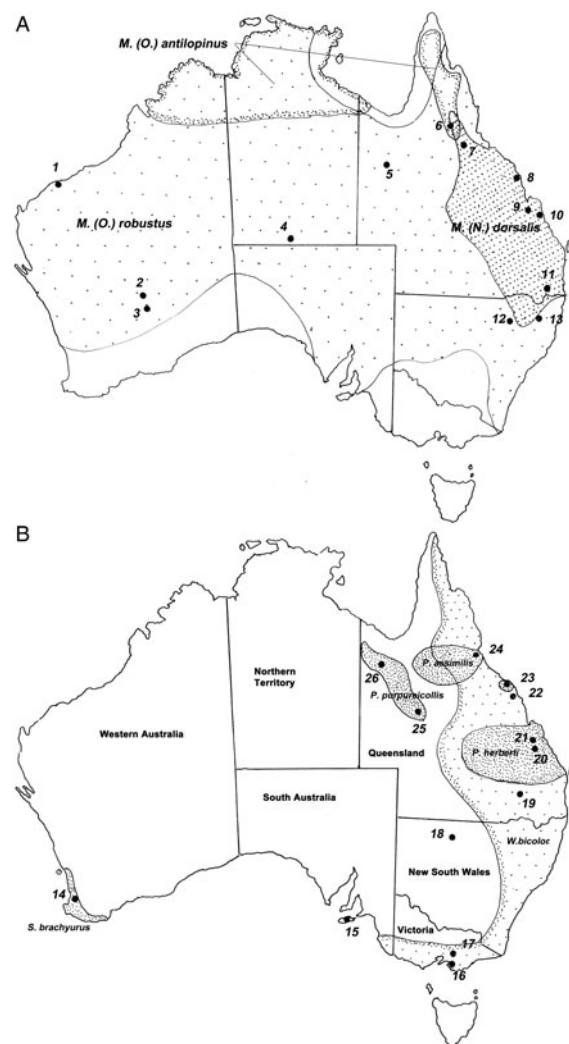 A
M. (O.) antilopinus
1
6
7
5
8
M. (O.) robustus
9
10
M. (N.) dorsalis
4
2
11
3
12
13
B
24
P. assimilis
Northern
Territory
26
23
P. purpureicollis
22
25
Western Australia
21
Queensland
P. herberti
20
19
South Australia
18
W.bicolor
New South Wales
14
S. brachyurus
15
Victoria
17
16